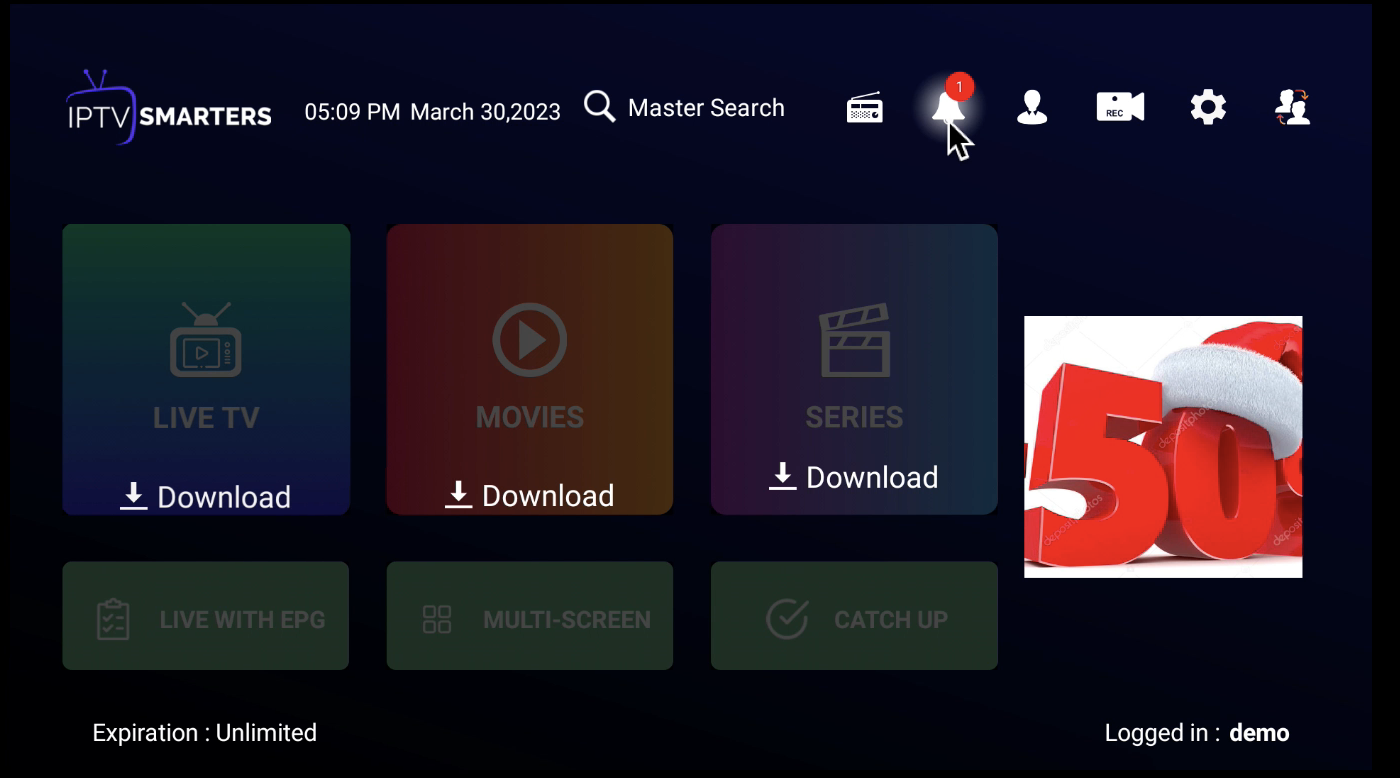 IPTV SMARTERS
05:09 PM March 30,2023
Master Search
1
REC
LIVE TV
Download
MOVIES
Download
SERIES
Download
50
depositphotos
LIVE WITH EPG
MULTI-SCREEN
CATCH UP
Expiration : Unlimited
Logged in : demo